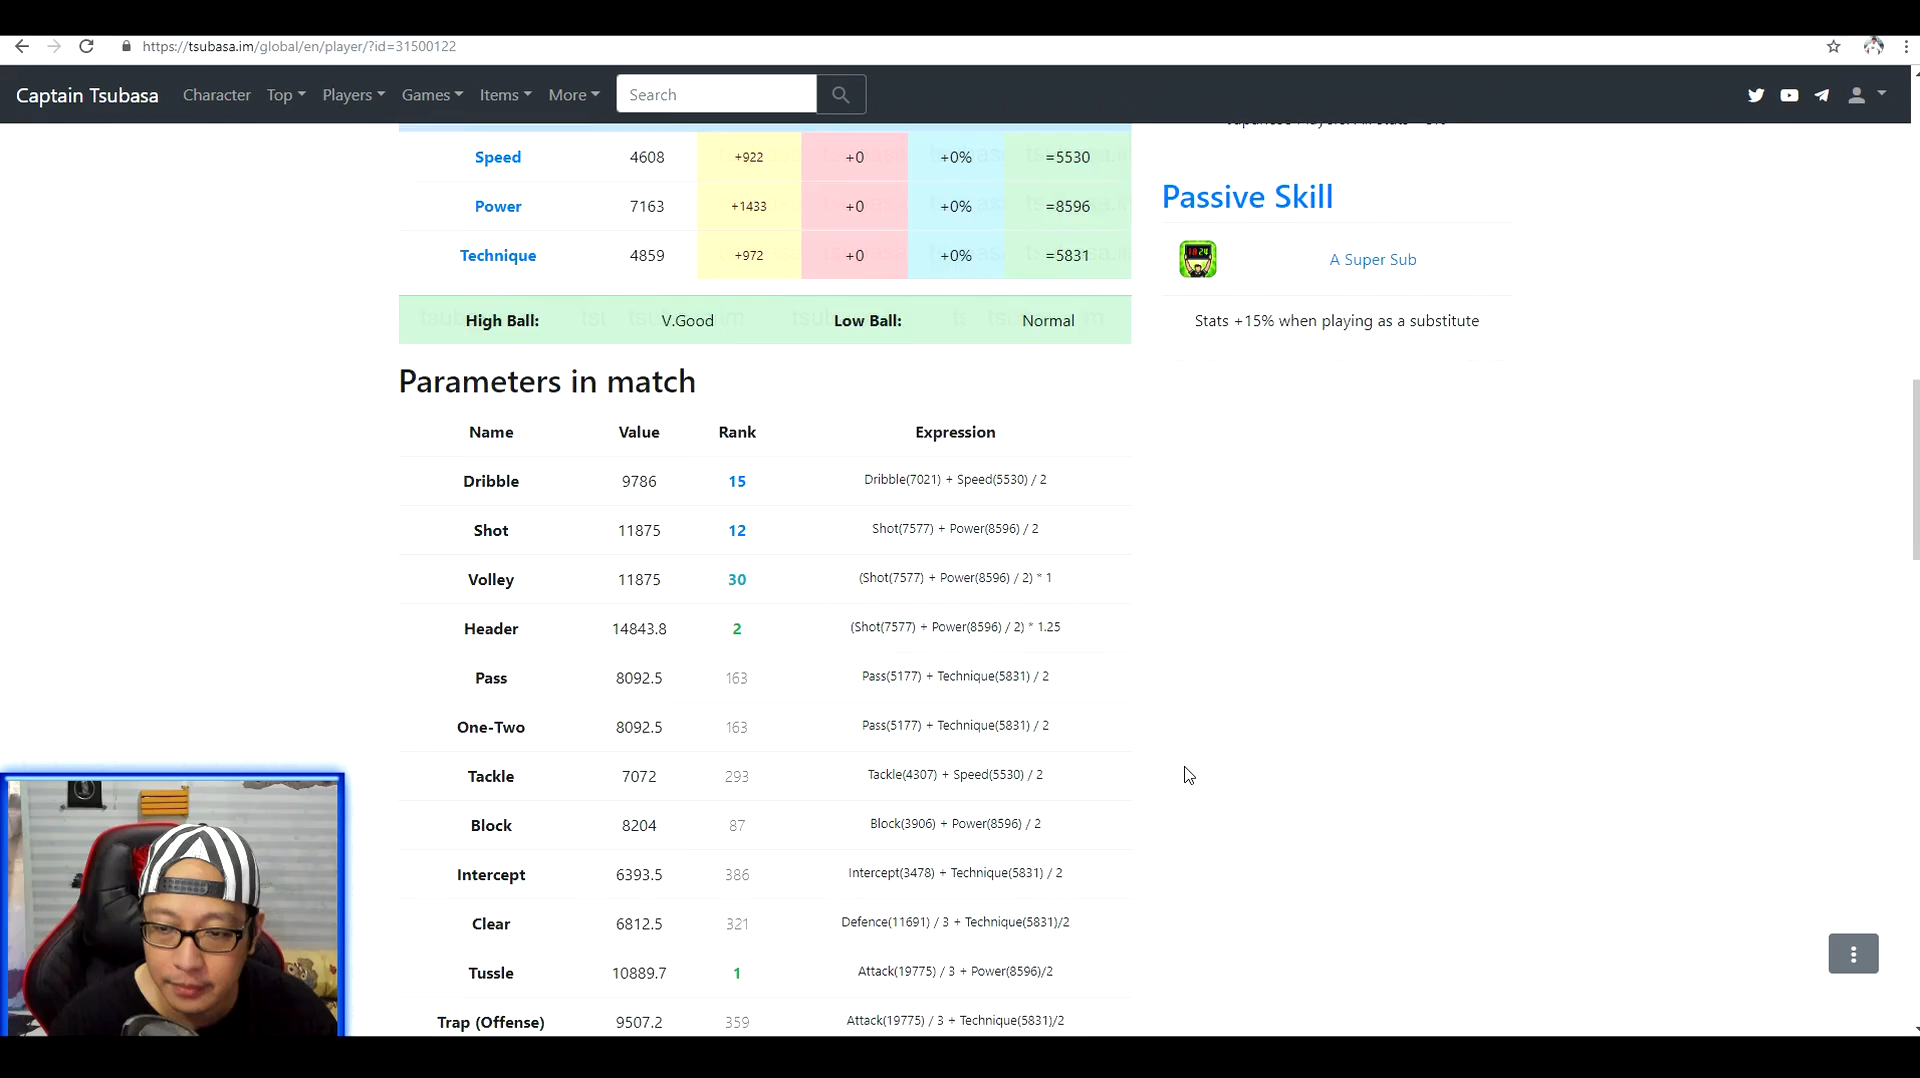 https://tsubasa.im/global/en/player/?id=31500122
Captain Tsubasa Character Top Players Games Items More Search
Speed 4608 +922 +0 +0% =5530
Power 7163 +1433 +0 +0% =8596
Technique 4859 +972 +0 +0% =5831
High Ball: V.Good Low Ball: Normal
Passive Skill
A Super Sub
Stats +15% when playing as a substitute
Parameters in match
Name Value Rank Expression
Dribble 9786 15 Dribble(7021) + Speed(5530) / 2
Shot 11875 12 Shot(7577) + Power(8596) / 2
Volley 11875 30 (Shot(7577) + Power(8596) / 2) * 1
Header 14843.8 2 (Shot(7577) + Power(8596) / 2) * 1.25
Pass 8092.5 163 Pass(5177) + Technique(5831) / 2
One-Two 8092.5 163 Pass(5177) + Technique(5831) / 2
Tackle 7072 293 Tackle(4307) + Speed(5530) / 2
Block 8204 87 Block(3906) + Power(8596) / 2
Intercept 6393.5 386 Intercept(3478) + Technique(5831) / 2
Clear 6812.5 321 Defence(11691) / 3 + Technique(5831)/2
Tussle 10889.7 1 Attack(19775) / 3 + Power(8596)/2
Trap (Offense) 9507.2 359 Attack(19775) / 3 + Technique(5831)/2